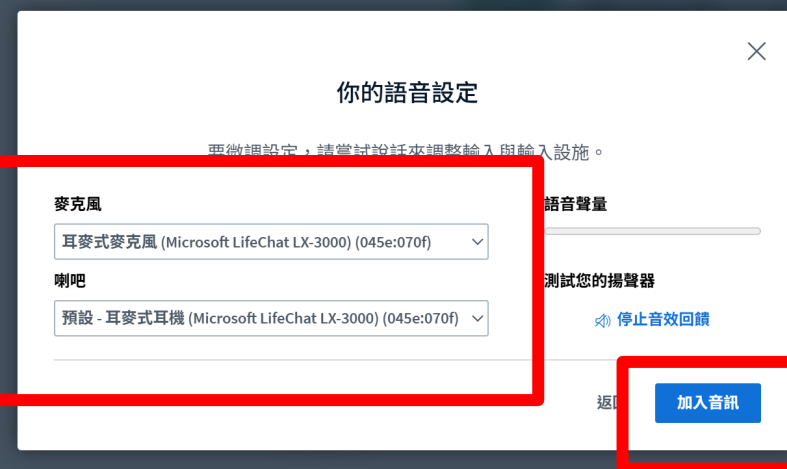 你的語音設定
要微調設定，請嘗試說話來調整輸入與輸入設施。
麥克風
語音聲量
耳麥式麥克風 (Microsoft LifeChat LX-3000) (045e:070f)
喇吧
測試您的揚聲器
預設 - 耳麥式耳機 (Microsoft LifeChat LX-3000) (045e:070f)
停止音效回饋
返回
加入音訊